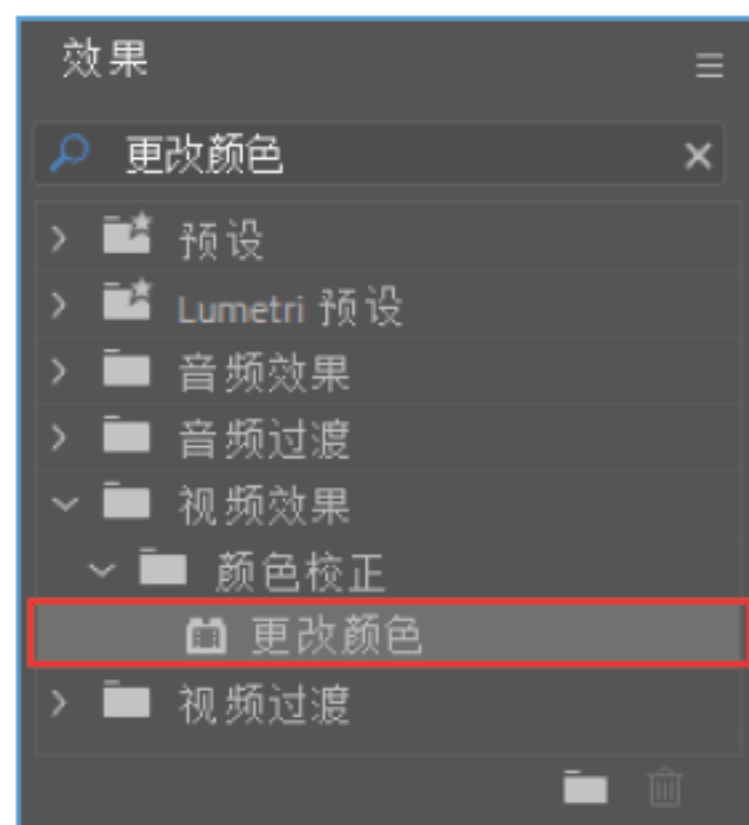 效果
更改颜色
预设
Lumetri 预设
音频效果
音频过渡
视频效果
颜色校正
更改颜色
视频过渡